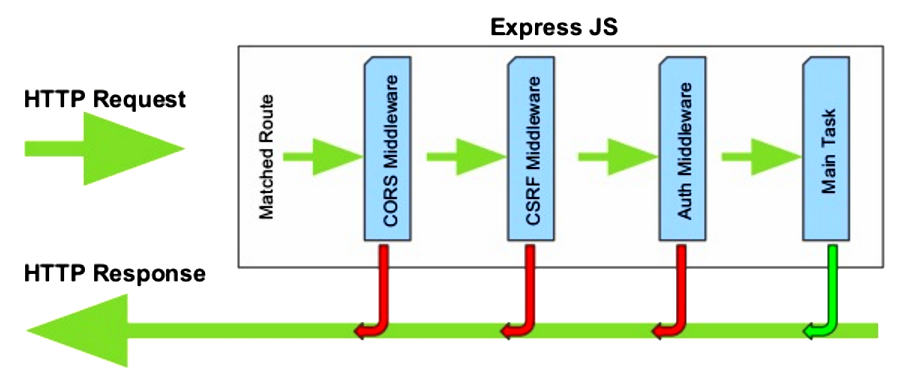 Express JS
HTTP Request
Matched Route
CORS Middleware
CSRF Middleware
Auth Middleware
Main Task
HTTP Response